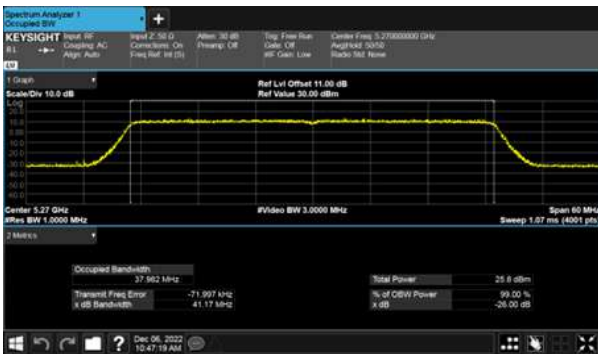 Spectrum Analyzer 1
Occupied BW
+
KEYSIGHT Input: RF Input Z: 50 Ω Atten: 30 dB Trig: Free Run Center Freq: 5.270000000 GHz
RL Coupling: AC Corrections: On Preamp: Off Gate: Off Avg|Hold: 50/50
Align: Auto Freq Ref: Int (S) #IF Gain: Low Radio Std: None
1 Graph
Ref Lvl Offset 11.00 dB
Scale/Div 10.0 dB Ref Value 30.00 dBm
Log
Center 5.27 GHz #Video BW 3.0000 MHz Span 60 MHz
#Res BW 1.0000 MHz Sweep 1.07 ms (4001 pts)
2 Metrics
Occupied Bandwidth
37.982 MHz Total Power 25.8 dBm
Transmit Freq Error -71.997 kHz % of OBW Power 99.00 %
x dB Bandwidth 41.17 MHz x dB -26.00 dB
? Dec 06, 2022
10:47:19 AM